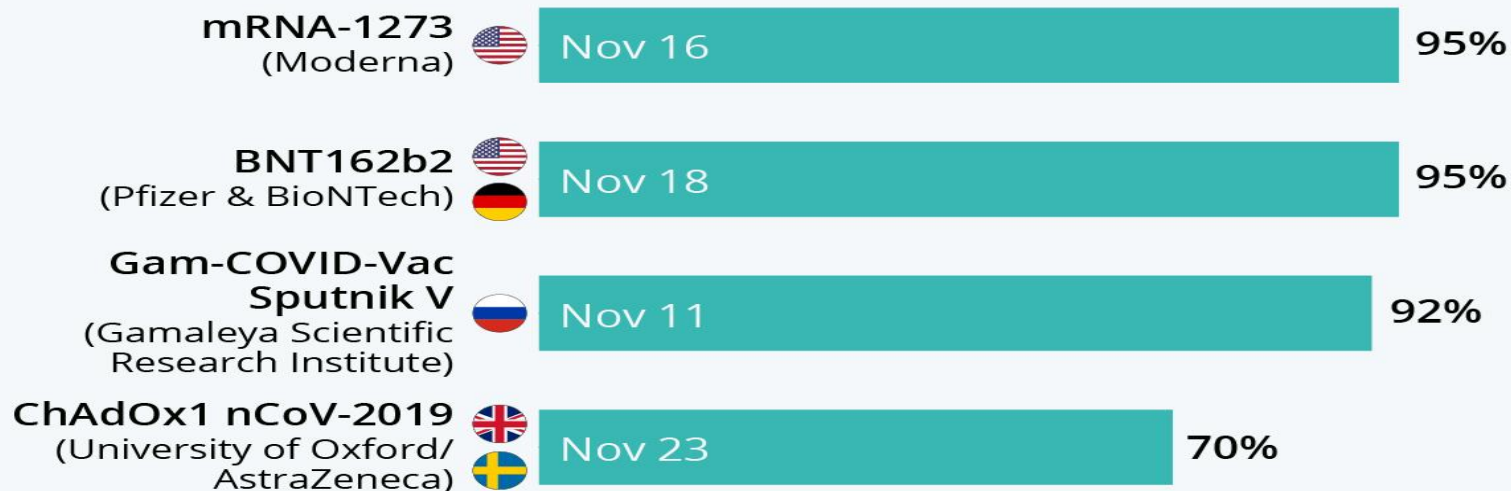 mRNA-1273
(Moderna)
Nov 16
95%
BNT162b2
(Pfizer & BioNTech)
Nov 18
95%
Gam-COVID-Vac
Sputnik V
(Gamaleya Scientific
Research Institute)
Nov 11
92%
ChAdOx1 nCoV-2019
(University of Oxford/
AstraZeneca)
Nov 23
70%